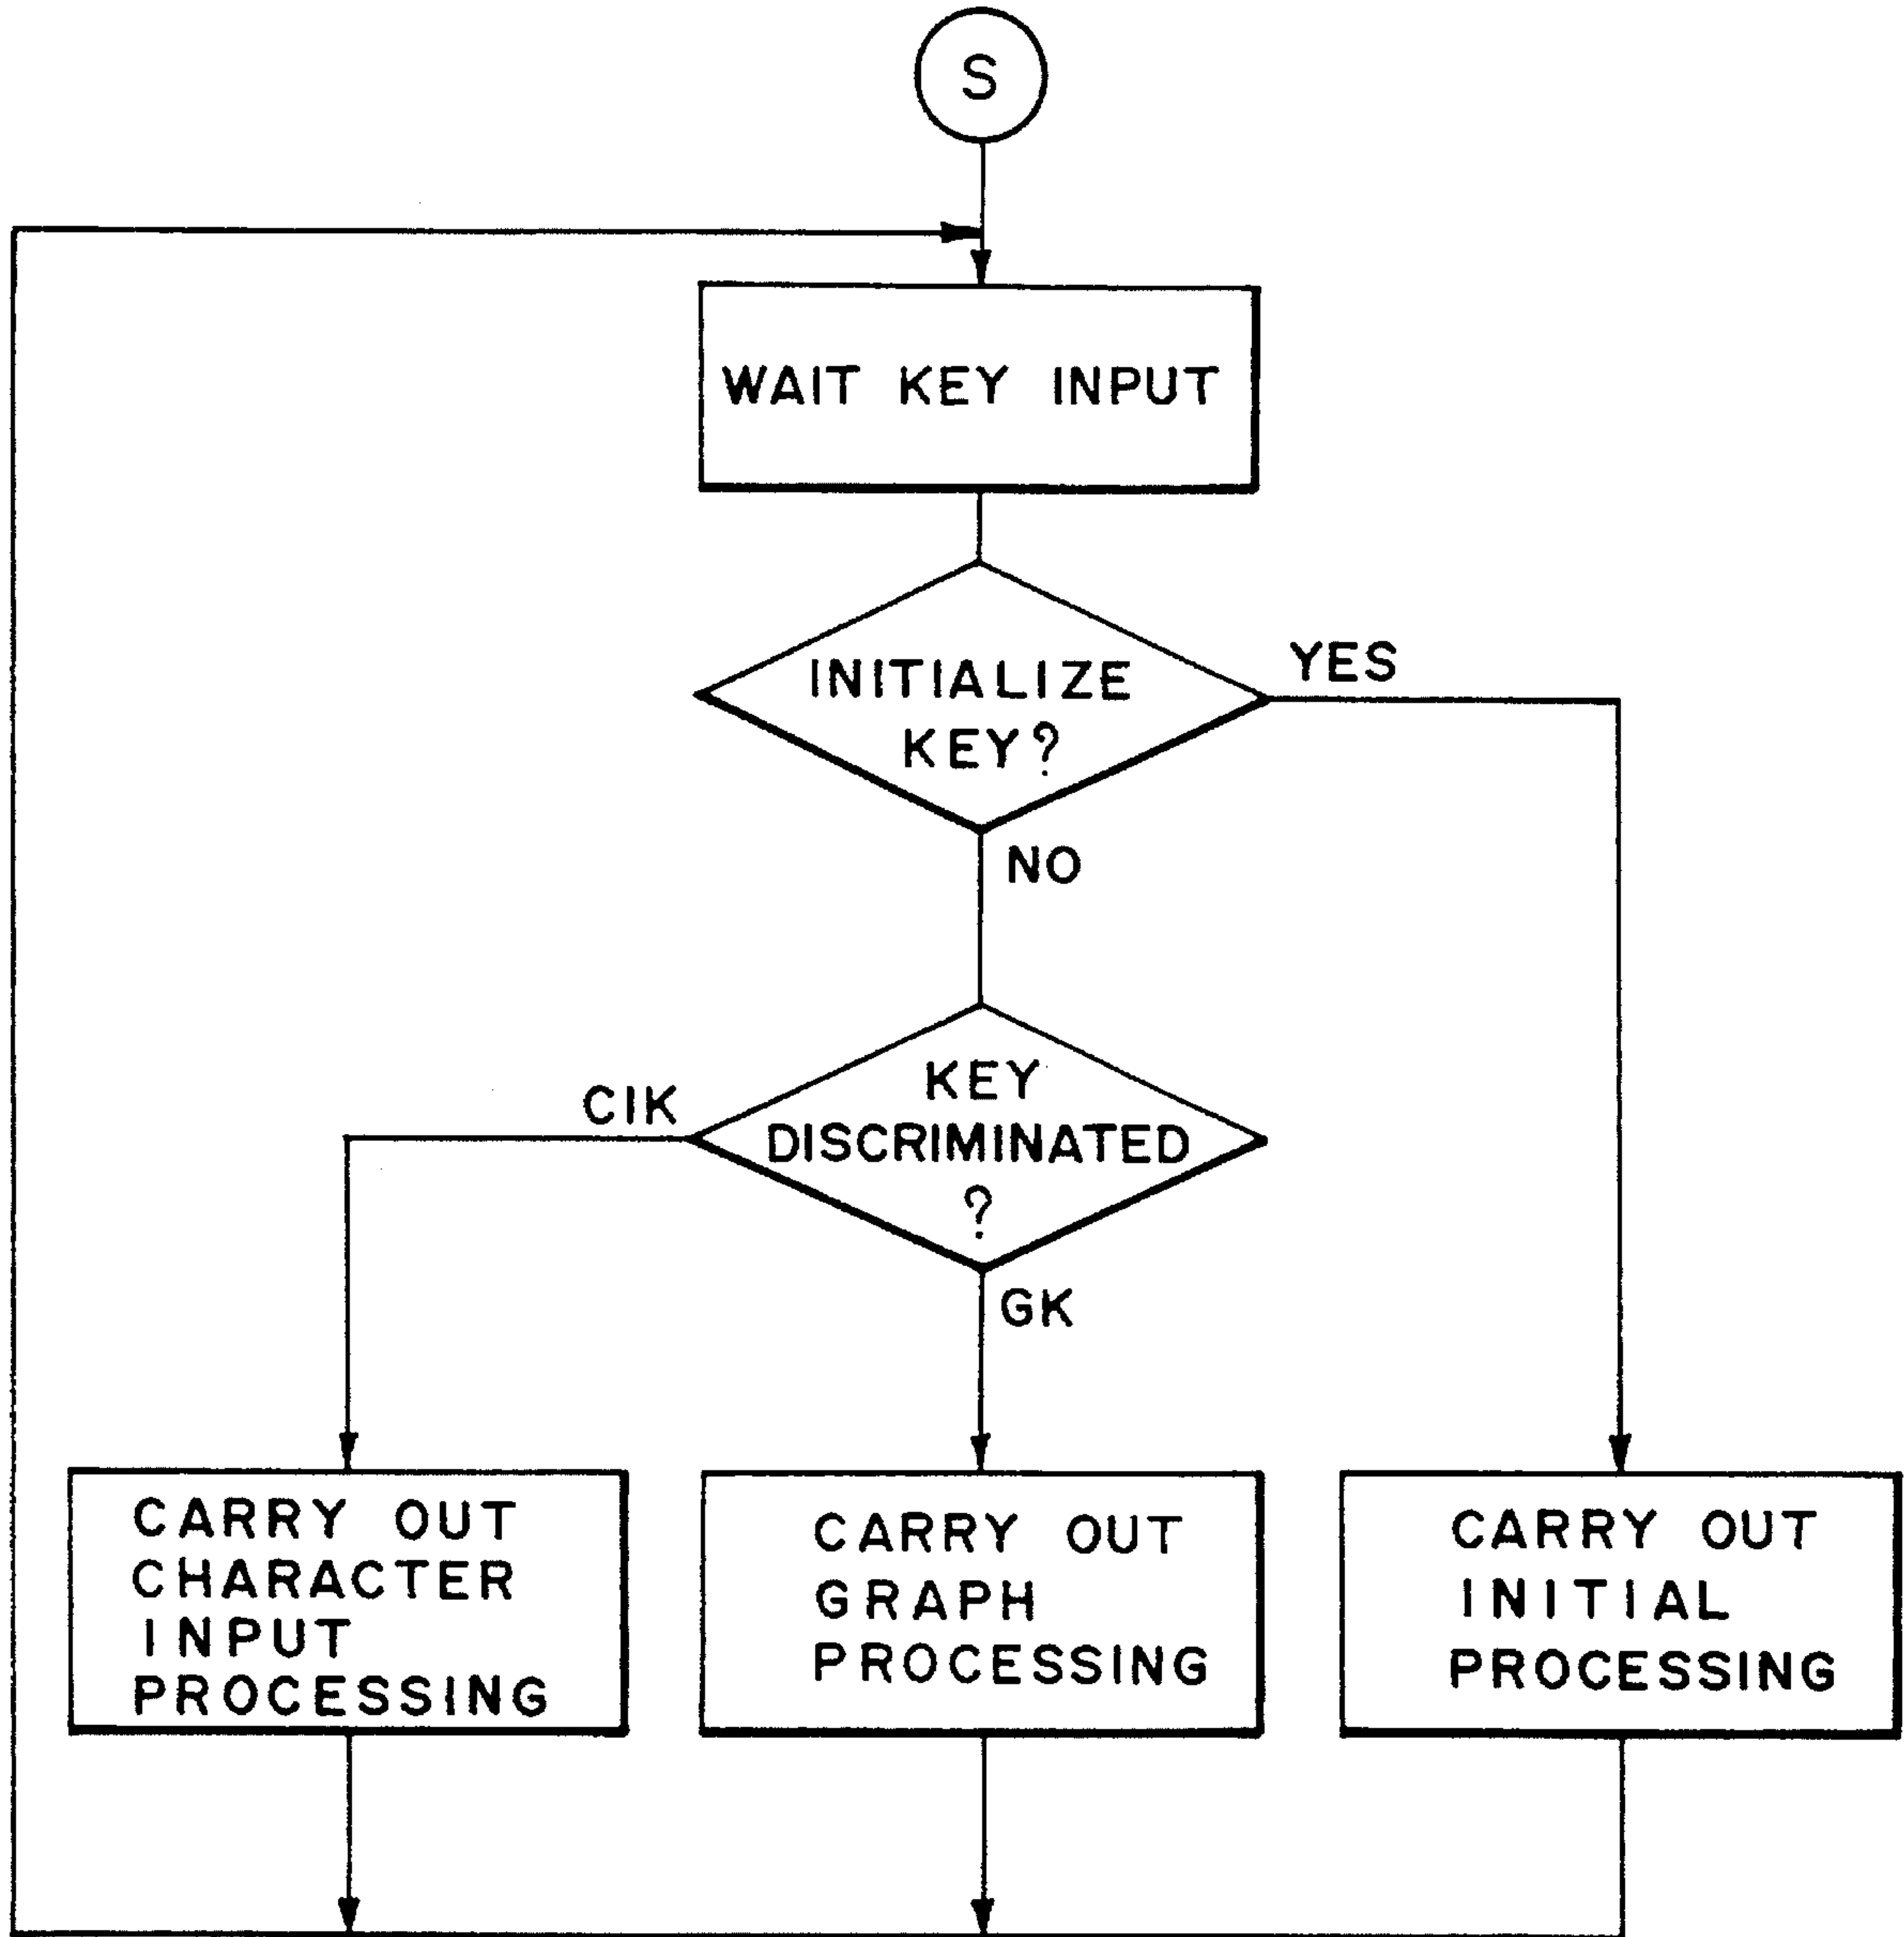 S
WAIT KEY INPUT
INITIALIZE
KEY?
YES
NO
KEY
DISCRIMINATED
?
CIK
GK
CARRY OUT
CHARACTER
INPUT
PROCESSING
CARRY OUT
GRAPH
PROCESSING
CARRY OUT
INITIAL
PROCESSING